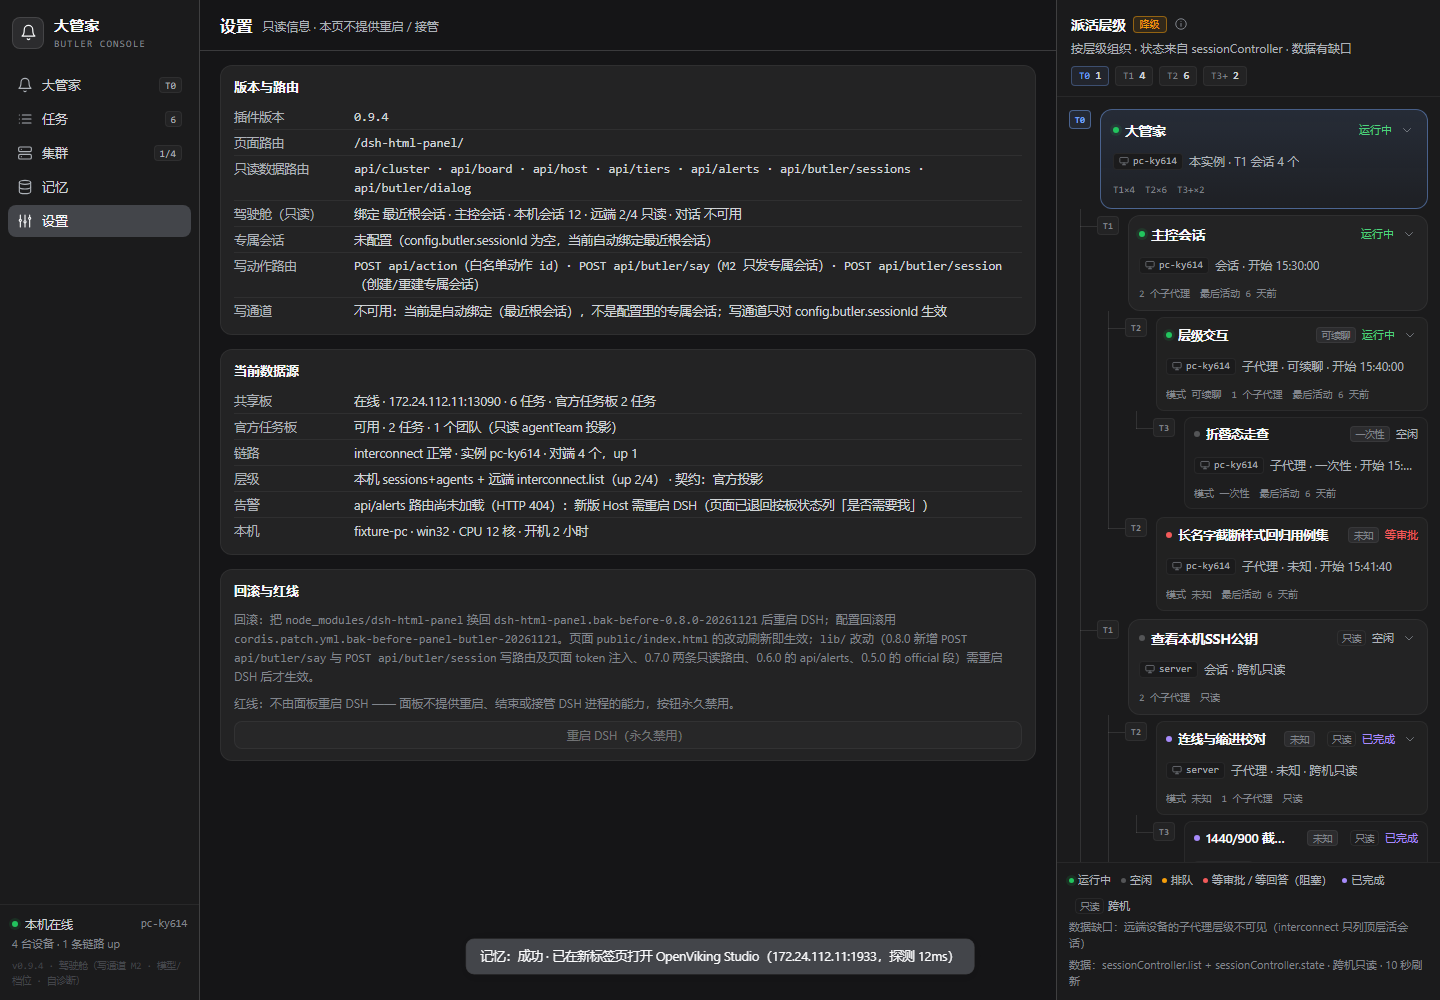 大管家
BUTLER CONSOLE
大管家 T0
任务 6
集群 1/4
记忆
设置
本机在线 pc-ky614
4 台设备 · 1 条链路 up
v0.9.4 · 驾驶舱（写通道 M2 · 模型/
档位 · 自诊断）
设置 只读信息 · 本页不提供重启 / 接管
版本与路由
插件版本 0.9.4
页面路由 /dsh-html-panel/
只读数据路由 api/cluster · api/board · api/host · api/tiers · api/alerts · api/butler/sessions ·
api/butler/dialog
驾驶舱（只读） 绑定 最近根会话 · 主控会话 · 本机会话 12 · 远端 2/4 只读 · 对话 不可用
专属会话 未配置（config.butler.sessionId 为空，当前自动绑定最近根会话）
写动作路由 POST api/action（白名单动作 id）· POST api/butler/say（M2 只发专属会话）· POST api/butler/session
（创建/重建专属会话）
写通道 不可用：当前是自动绑定（最近根会话），不是配置里的专属会话；写通道只对 config.butler.sessionId 生效
当前数据源
共享板 在线 · 172.24.112.11:13090 · 6 任务 · 官方任务板 2 任务
官方任务板 可用 · 2 任务 · 1 个团队（只读 agentTeam 投影）
链路 interconnect 正常 · 实例 pc-ky614 · 对端 4 个，up 1
层级 本机 sessions+agents + 远端 interconnect.list（up 2/4） · 契约：官方投影
告警 api/alerts 路由尚未加载（HTTP 404）：新版 Host 需重启 DSH（页面已退回按板状态列「是否需要我」）
本机 fixture-pc · win32 · CPU 12 核 · 开机 2 小时
回滚与红线
回滚：把 node_modules/dsh-html-panel 换回 dsh-html-panel.bak-before-0.8.0-20261121 后重启 DSH；配置回滚用
cordis.patch.yml.bak-before-panel-butler-20261121。页面 public/index.html 的改动刷新即生效；lib/ 改动（0.8.0 新增 POST
api/butler/say 与 POST api/butler/session 写路由及页面 token 注入、0.7.0 两条只读路由、0.6.0 的 api/alerts、0.5.0 的 official 段）需重启
DSH 后才生效。
红线：不由面板重启 DSH —— 面板不提供重启、结束或接管 DSH 进程的能力，按钮永久禁用。
重启 DSH（永久禁用）
记忆：成功 · 已在新标签页打开 OpenViking Studio（172.24.112.11:1933，探测 12ms）
派活层级 降级
按层级组织 · 状态来自 sessionController · 数据有缺口
T0 1 T1 4 T2 6 T3+ 2
T0 大管家 运行中
pc-ky614 本实例 · T1 会话 4 个
T1×4 T2×6 T3+×2
T1 主控会话 运行中
pc-ky614 会话 · 开始 15:30:00
2 个子代理 最后活动 6 天前
T2 层级交互 可续聊 运行中
pc-ky614 子代理 · 可续聊 · 开始 15:40:00
模式 可续聊 1 个子代理 最后活动 6 天前
T3 折叠态走查 一次性 空闲
pc-ky614 子代理 · 一次性 · 开始 15:...
模式 一次性 最后活动 6 天前
T2 长名字截断样式回归用例集 未知 等审批
pc-ky614 子代理 · 未知 · 开始 15:41:40
模式 未知 最后活动 6 天前
T1 查看本机SSH公钥 只读 空闲
server 会话 · 跨机只读
2 个子代理 只读
T2 连线与缩进校对 未知 只读 已完成
server 子代理 · 未知 · 跨机只读
模式 未知 1 个子代理 只读
T3 1440/900 截... 未知 只读 已完成
运行中 空闲 排队 等审批 / 等回答（阻塞） 已完成
只读 跨机
数据缺口：远端设备的子代理层级不可见（interconnect 只列顶层活会
话）
数据：sessionController.list + sessionController.state · 跨机只读 · 10 秒刷
新